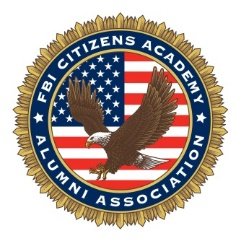 FBI CITIZENS ACADEMY
ALUMNI ASSOCIATION